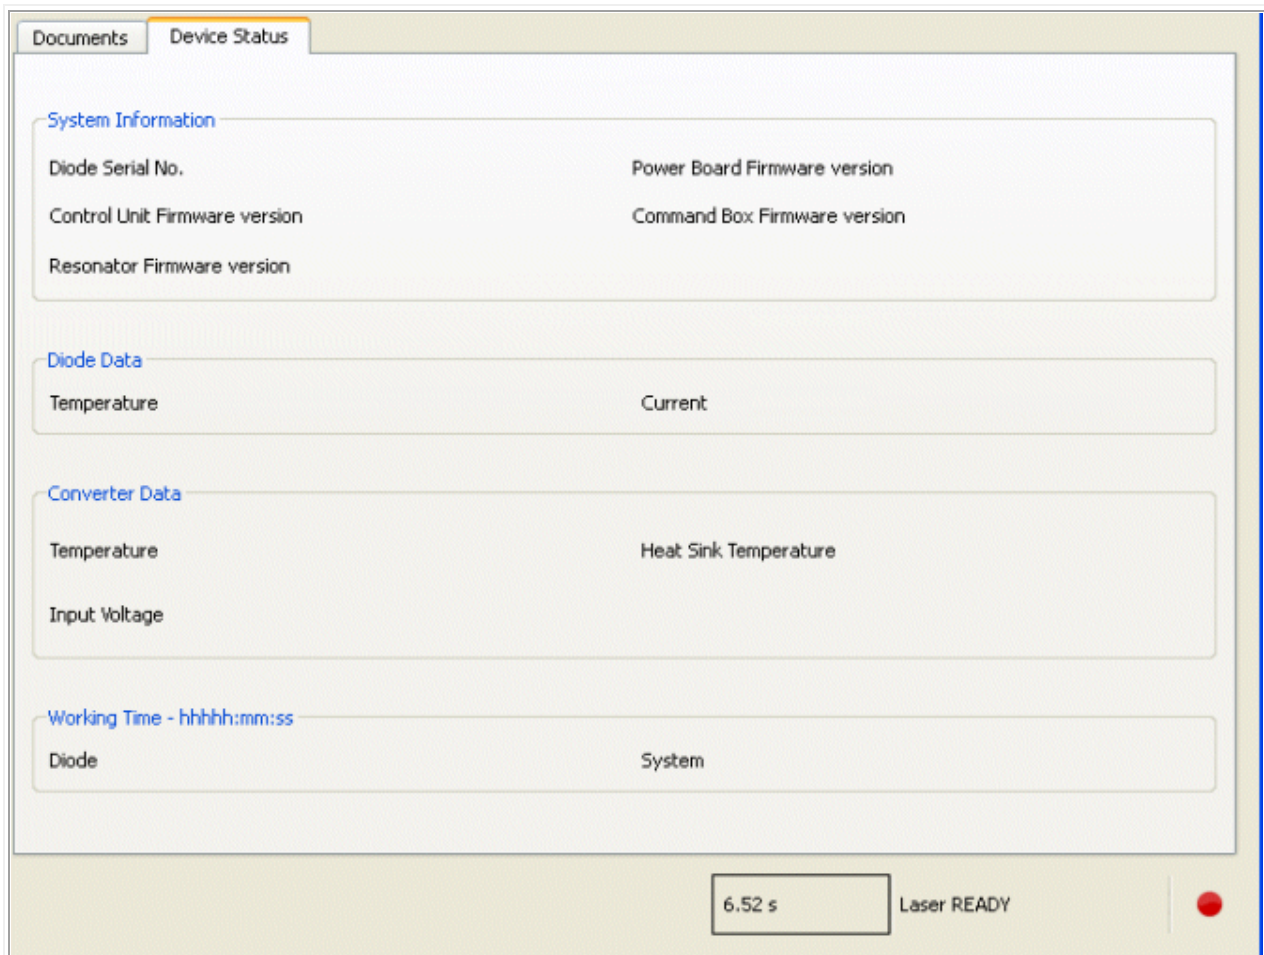 Documents Device Status
System Information
Diode Serial No. Power Board Firmware version
Control Unit Firmware version Command Box Firmware version
Resonator Firmware version
Diode Data
Temperature Current
Converter Data
Temperature Heat Sink Temperature
Input Voltage
Working Time - hhhhh:mm:ss
Diode System
6.52 s Laser READY